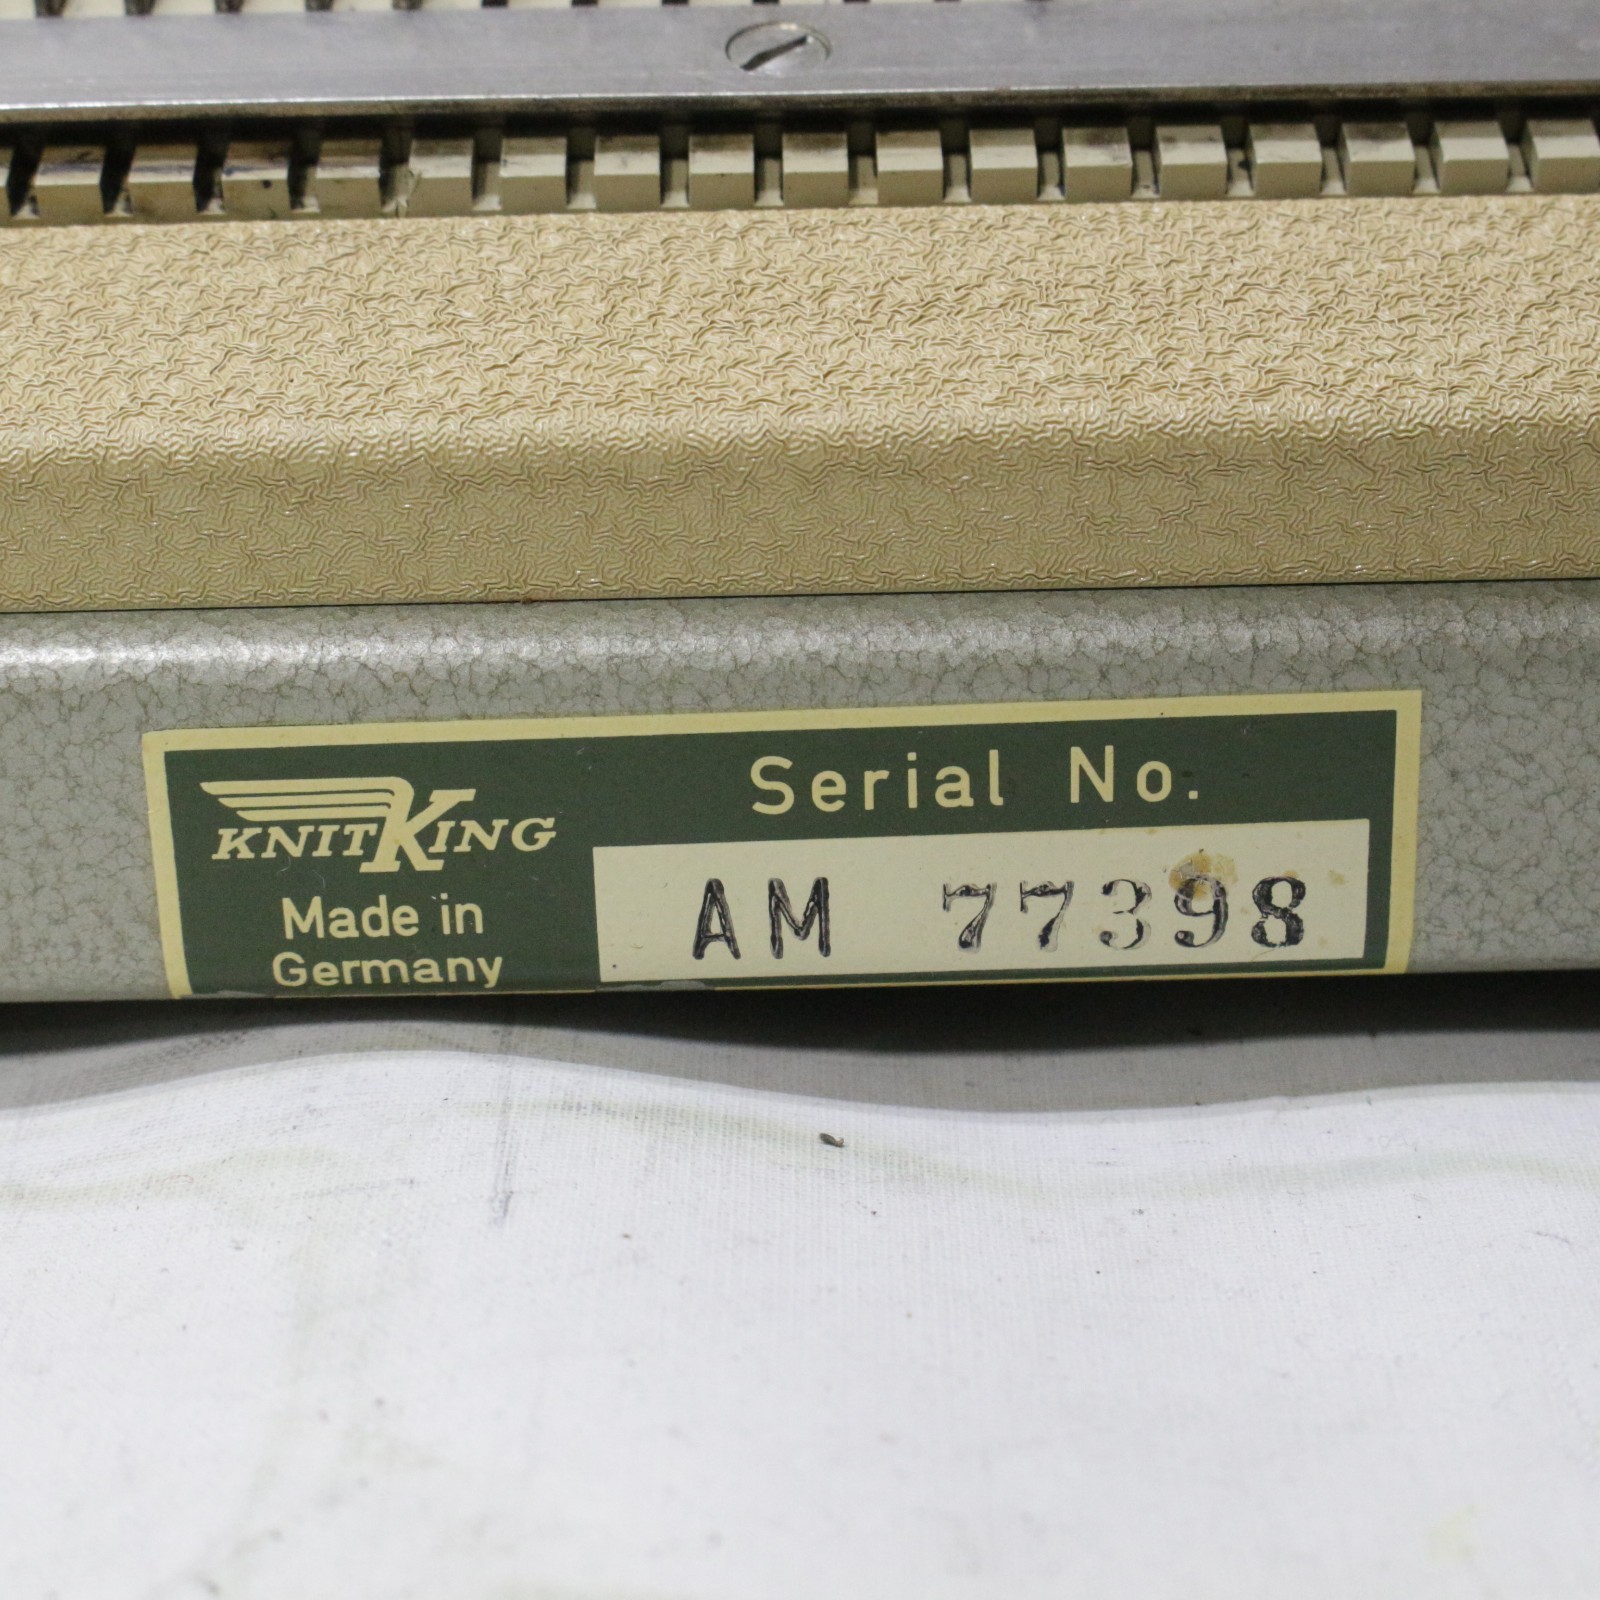 KNITKING
Made in
Germany
Serial No.
AM 77398